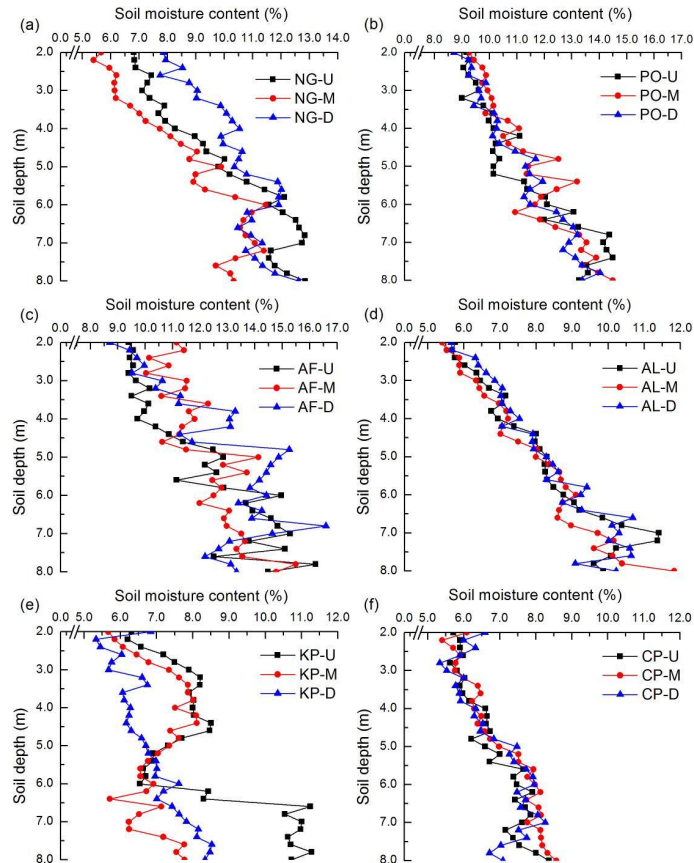 Soil moisture content (%)
(a)
0.0 5.0 6.0 7.0 8.0 9.0 10.0 11.0 12.0 13.0 14.0
2.0
3.0
4.0
5.0
6.0
7.0
8.0
Soil depth (m)
NG-U
NG-M
NG-D
Soil moisture content (%)
(b)
0.0 8.0 9.0 10.0 11.0 12.0 13.0 14.0 15.0 16.0 17.0
2.0
3.0
4.0
5.0
6.0
7.0
8.0
Soil depth (m)
PO-U
PO-M
PO-D
Soil moisture content (%)
(c)
0.0 8.0 9.0 10.0 11.0 12.0 13.0 14.0 15.0 16.0 17.0
2.0
3.0
4.0
5.0
6.0
7.0
8.0
Soil depth (m)
AF-U
AF-M
AF-D
Soil moisture content (%)
(d)
0.0 5.0 6.0 7.0 8.0 9.0 10.0 11.0 12.0
2.0
3.0
4.0
5.0
6.0
7.0
8.0
Soil depth (m)
AL-U
AL-M
AL-D
Soil moisture content (%)
(e)
0.0 5.0 6.0 7.0 8.0 9.0 10.0 11.0 12.0
2.0
3.0
4.0
5.0
6.0
7.0
8.0
Soil depth (m)
KP-U
KP-M
KP-D
Soil moisture content (%)
(f)
0.0 5.0 6.0 7.0 8.0 9.0 10.0 11.0 12.0
2.0
3.0
4.0
5.0
6.0
7.0
8.0
Soil depth (m)
CP-U
CP-M
CP-D